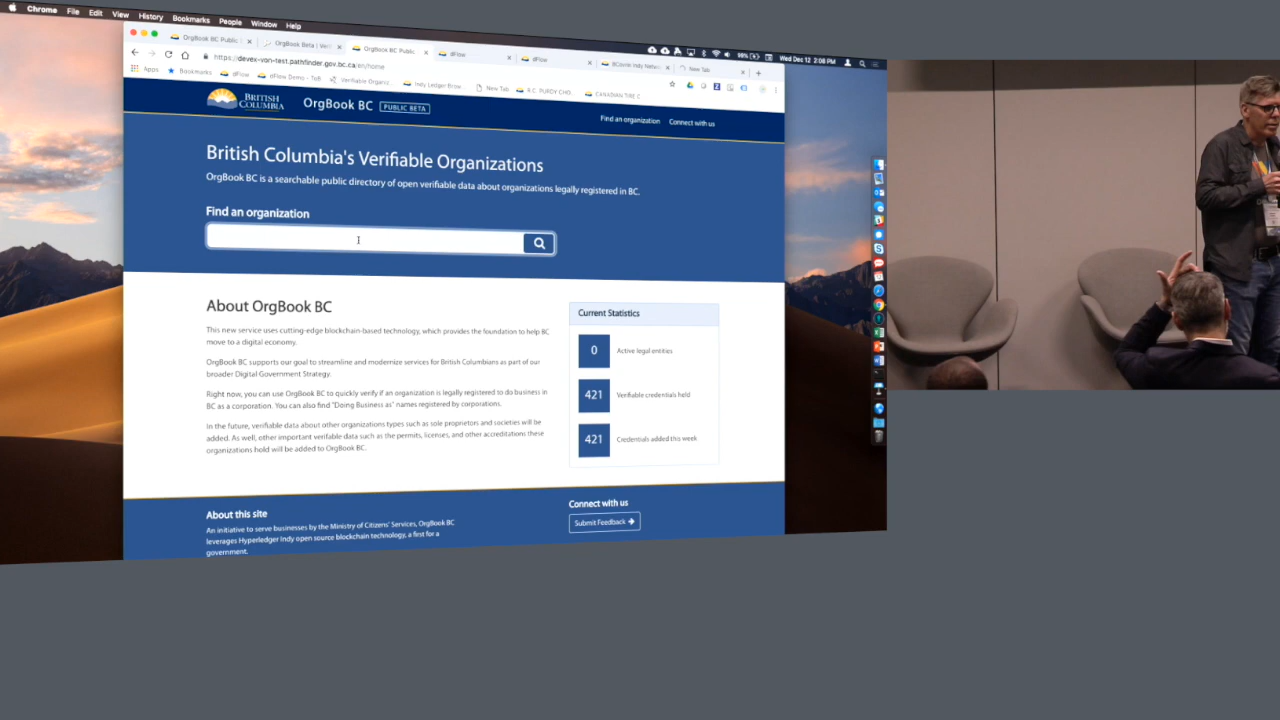 Chrome File Edit View History Bookmarks People Window Help
99% Wed Dec 12 2:08 PM
OrgBook BC Public
OrgBook Beta | Veri
OrgBook BC Public
dFlow
dFlow
BCovrin Indy Netwo
New Tab
https://devex-von-test.pathfinder.gov.bc.ca/en/home
Apps Bookmarks dFlow dFlow Demo - TeB Verifiable Organiz Indy Ledger Brow New Tab B.C. PURDY CHO CANADIAN TIRE C
BRITISH COLUMBIA
OrgBook BC PUBLIC BETA
Find an organization Connect with us
British Columbia's Verifiable Organizations
OrgBook BC is a searchable public directory of open verifiable data about organizations legally registered in BC.
Find an organization
About OrgBook BC
This new service uses cutting-edge blockchain-based technology, which provides the foundation to help BC
move to a digital economy.
OrgBook BC supports our goal to streamline and modernize services for British Columbians as part of our
broader Digital Government Strategy.
Right now, you can use OrgBook BC to quickly verify if an organization is legally registered to do business in
BC as a corporation. You can also find "Doing Business as" names registered by corporations.
In the future, verifiable data about other organizations types such as sole proprietors and societies will be
added. As well, other important verifiable data such as the permits, licenses, and other accreditations these
organizations hold will be added to OrgBook BC.
Current Statistics
0 Active legal entities
421 Verifiable credentials held
421 Credentials added this week
About this site
An initiative to serve businesses by the Ministry of Citizens' Services, OrgBook BC
leverages Hyperledger Indy open source blockchain technology, a first for a
government.
Connect with us
Submit Feedback